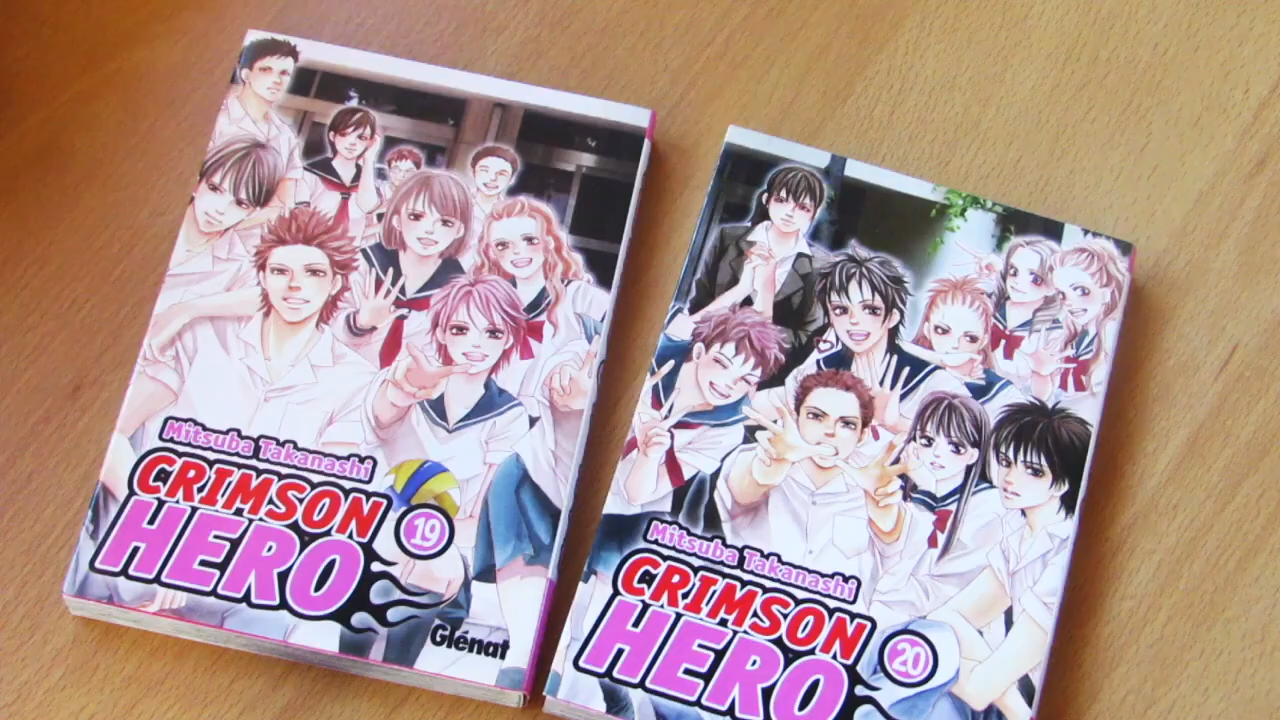 Mitsuba Takanashi
CRIMSON
HERO
19
Glénat
Mitsuba Takanashi
CRIMSON
HERO
20